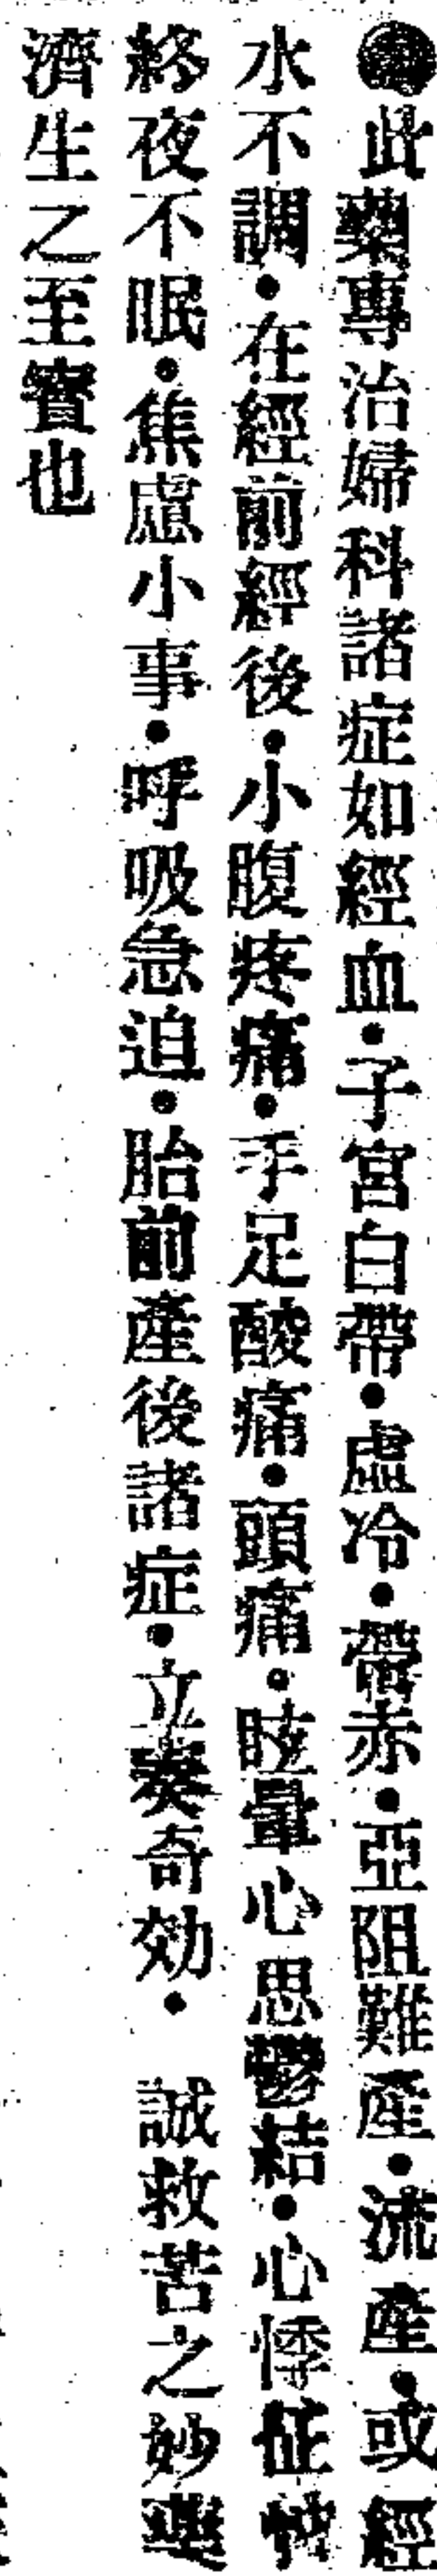 ●此藥專治婦科諸症如經血●子宮白帶●虛冷●帶赤●亞阻難產●流產●或經
水不調●在經前經後●小腹疼痛●手足酸痛●頭痛●眩暈心思鬱結●心悸怔忡
終夜不眠●焦慮小事●呼吸急迫●胎前產後諸症●立奏奇効● 誠救苦之妙藥
濟生之至寶也